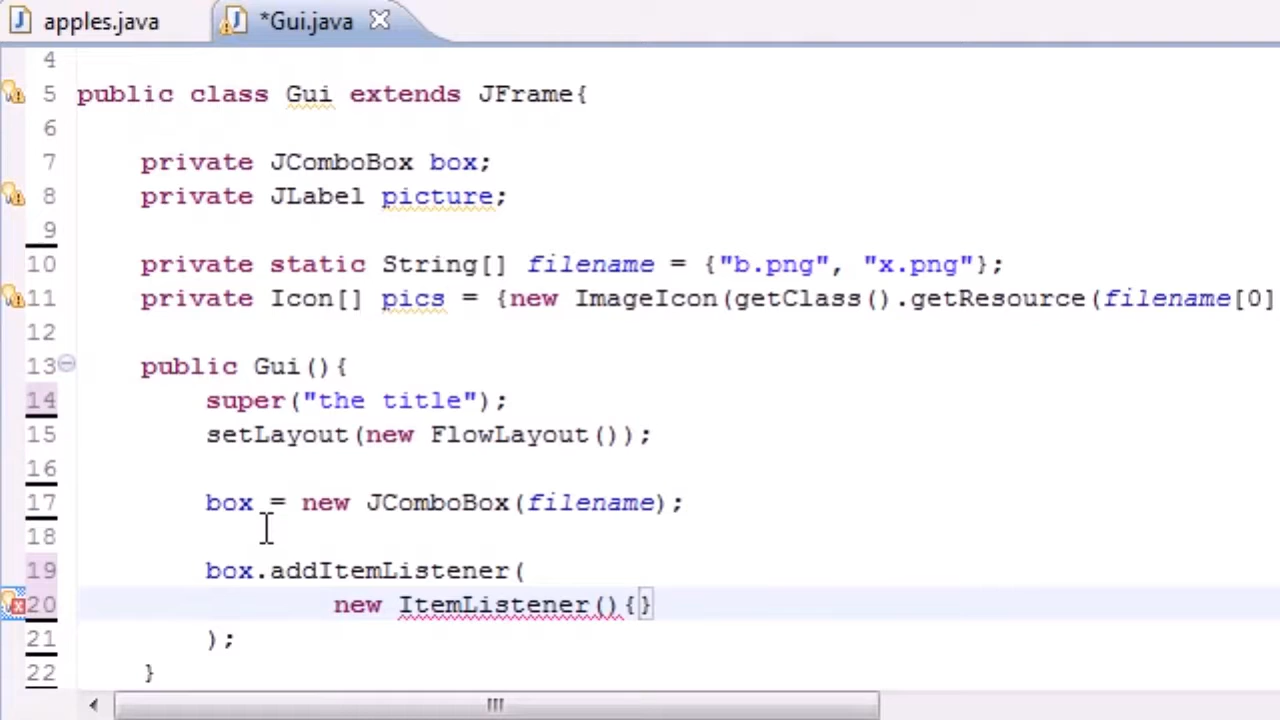 apples.java *Gui.java
4
5 public class Gui extends JFrame{
6
7 private JComboBox box;
8 private JLabel picture;
9
10 private static String[] filename = {"b.png", "x.png"};
11 private Icon[] pics = {new ImageIcon(getClass().getResource(filename[0]
12
13 public Gui(){
14 super("the title");
15 setLayout(new FlowLayout());
16
17 box = new JComboBox(filename);
18
19 box.addItemListener(
20 new ItemListener(){}
21 );
22 }